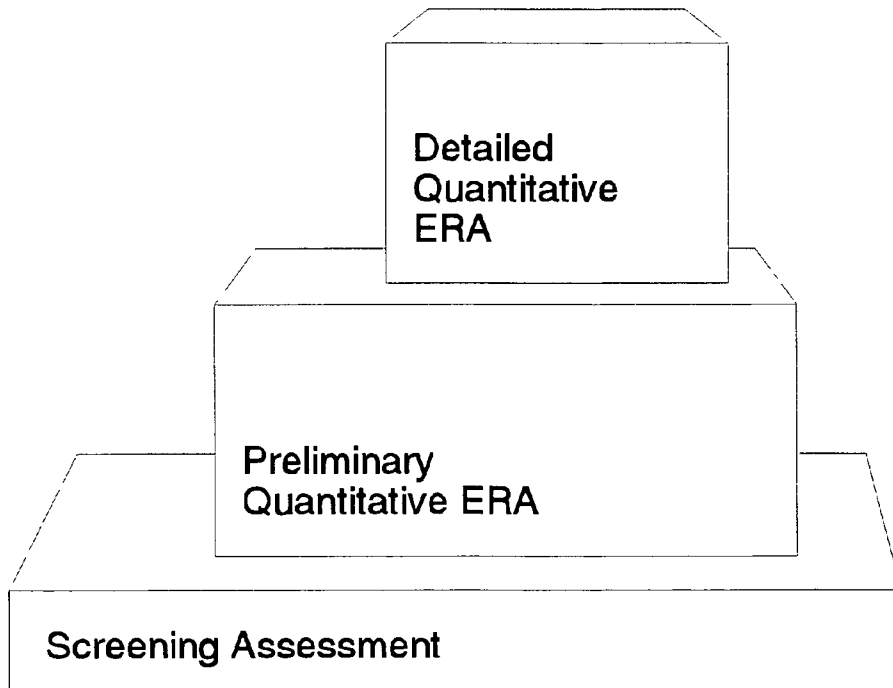 Detailed
Quantitative
ERA
Preliminary
Quantitative ERA
Screening Assessment